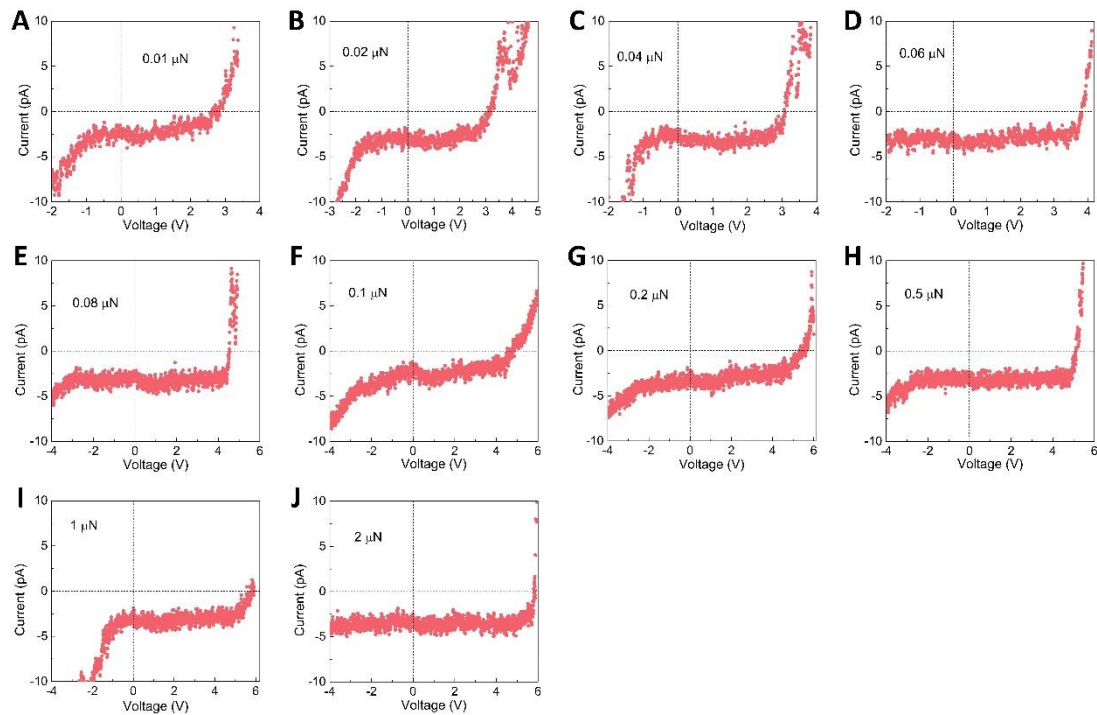 A
10
5
0
-5
-10
Current (pA)
0.01 μN
-2 -1 0 1 2 3 4
Voltage (V)
B
10
5
0
-5
-10
Current (pA)
0.02 μN
-3 -2 -1 0 1 2 3 4 5
Voltage (V)
C
10
5
0
-5
-10
Current (pA)
0.04 μN
-2 -1 0 1 2 3 4
Voltage (V)
D
10
5
0
-5
-10
Current (pA)
0.06 μN
-2 -1 0 1 2 3 4
Voltage (V)
E
10
5
0
-5
-10
Current (pA)
0.08 μN
-4 -2 0 2 4 6
Voltage (V)
F
10
5
0
-5
-10
Current (pA)
0.1 μN
-4 -2 0 2 4 6
Voltage (V)
G
10
5
0
-5
-10
Current (pA)
0.2 μN
-4 -2 0 2 4 6
Voltage (V)
H
10
5
0
-5
-10
Current (pA)
0.5 μN
-4 -2 0 2 4 6
Voltage (V)
I
10
5
0
-5
-10
Current (pA)
1 μN
-4 -2 0 2 4 6
Voltage (V)
J
10
5
0
-5
-10
Current (pA)
2 μN
-4 -2 0 2 4 6
Voltage (V)